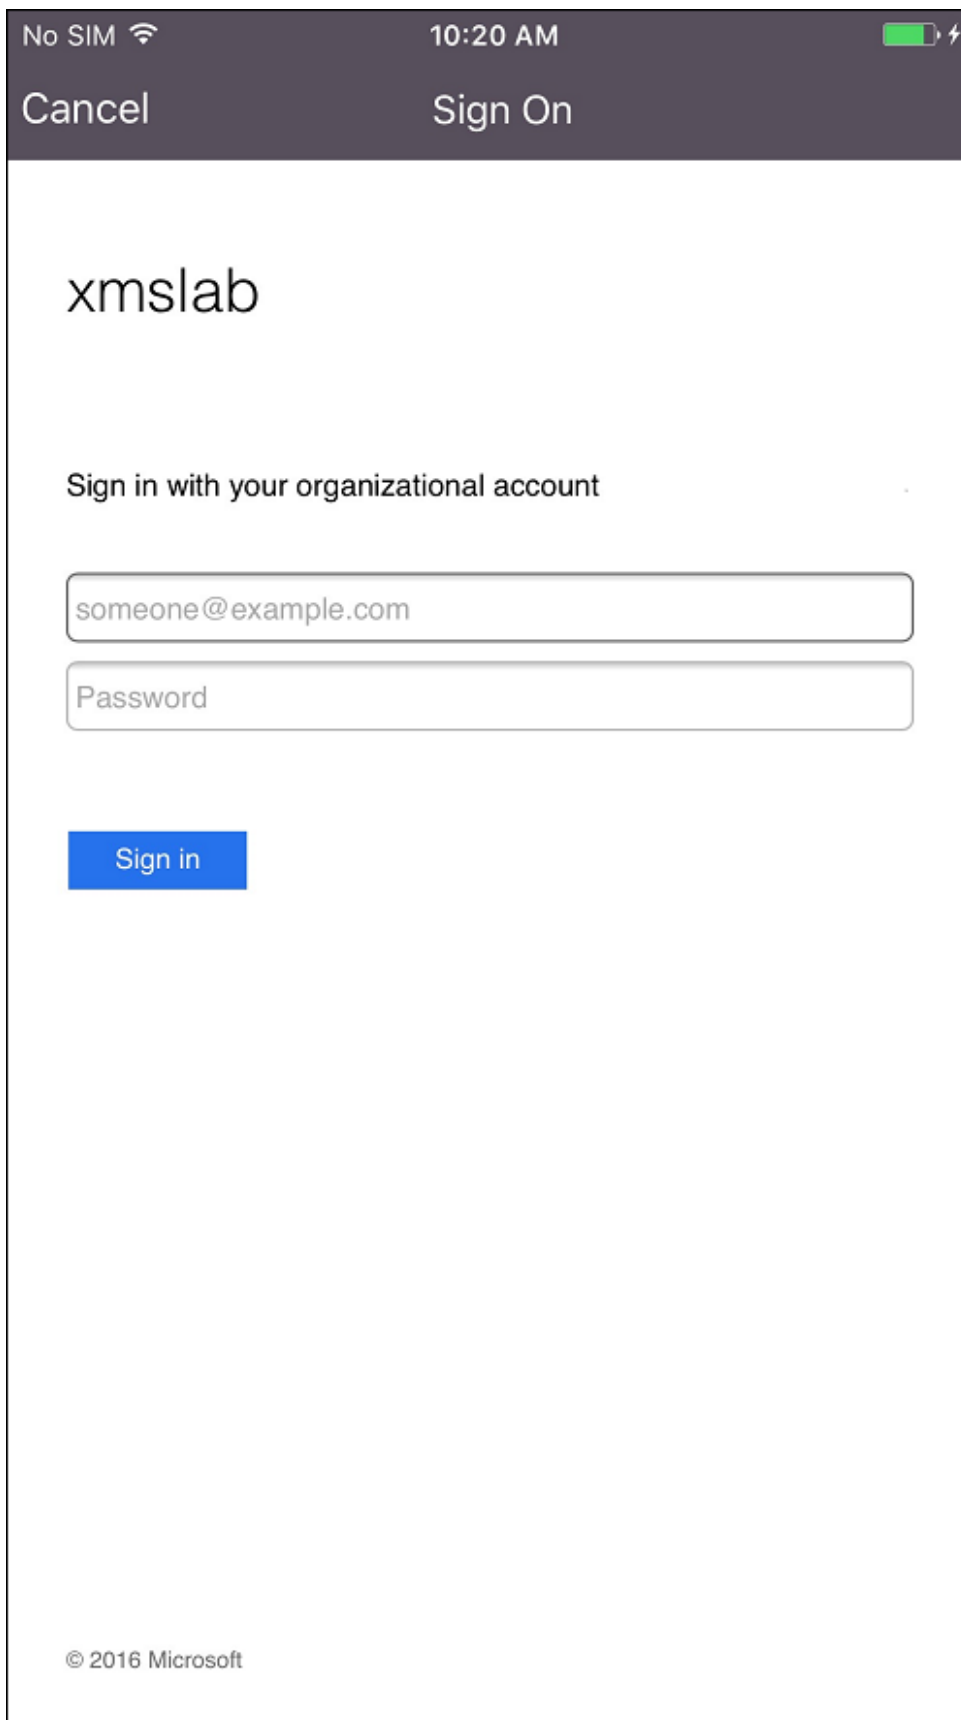 No SIM
10:20 AM
Cancel
Sign On
xmslab
Sign in with your organizational account
someone@example.com
Password
Sign in
© 2016 Microsoft